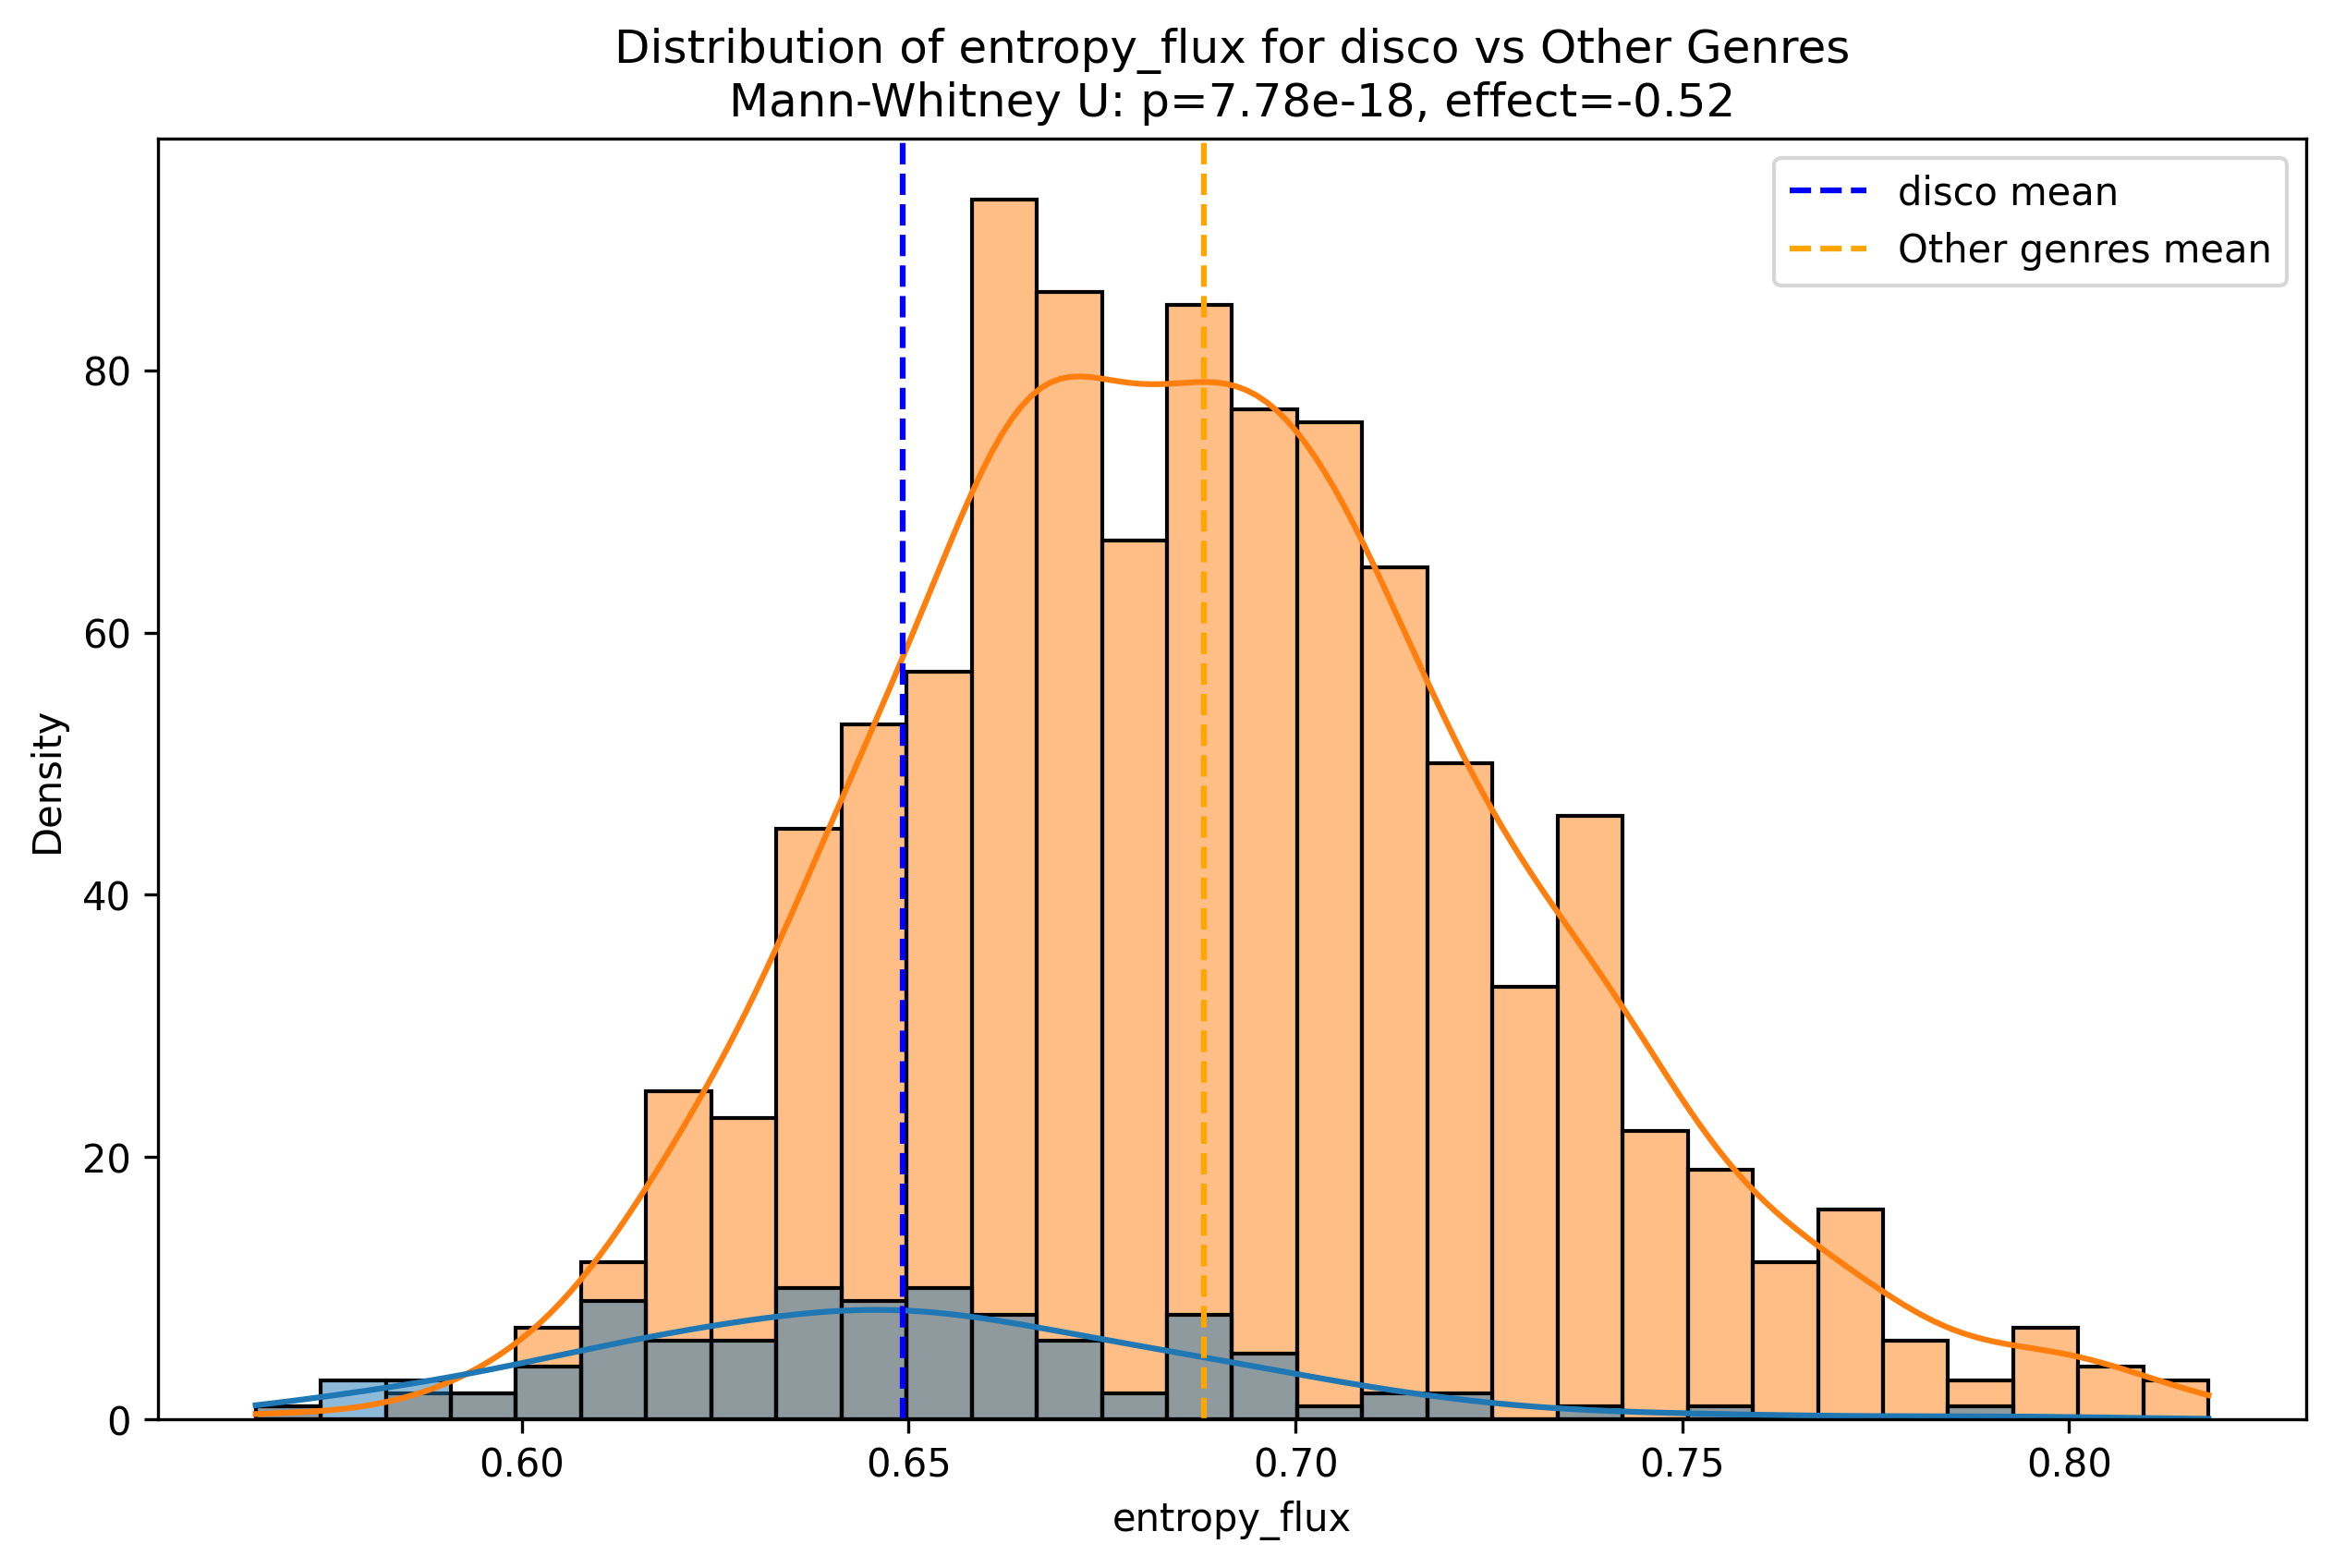 Distribution of entropy_flux for disco vs Other Genres
Mann-Whitney U: p=7.78e-18, effect=-0.52
disco mean
Other genres mean
Density
80
60
40
20
0
0.60
0.65
0.70
0.75
0.80
entropy_flux